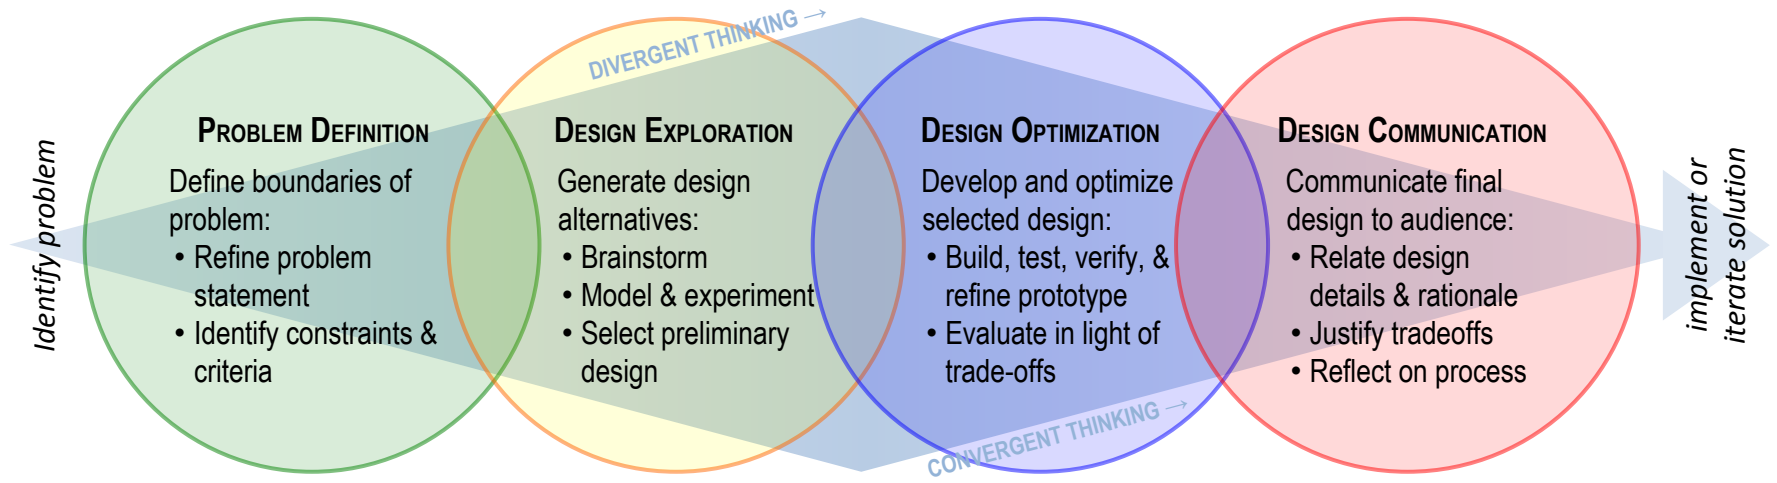 Identify problem
PROBLEM DEFINITION
Define boundaries of
problem:
• Refine problem
statement
• Identify constraints &
criteria
DIVERGENT THINKING →
DESIGN EXPLORATION
Generate design
alternatives:
• Brainstorm
• Model & experiment
• Select preliminary
design
DESIGN OPTIMIZATION
Develop and optimize
selected design:
• Build, test, verify, &
refine prototype
• Evaluate in light of
trade-offs
CONVERGENT THINKING →
DESIGN COMMUNICATION
Communicate final
design to audience:
• Relate design
details & rationale
• Justify tradeoffs
• Reflect on process
implement or
iterate solution